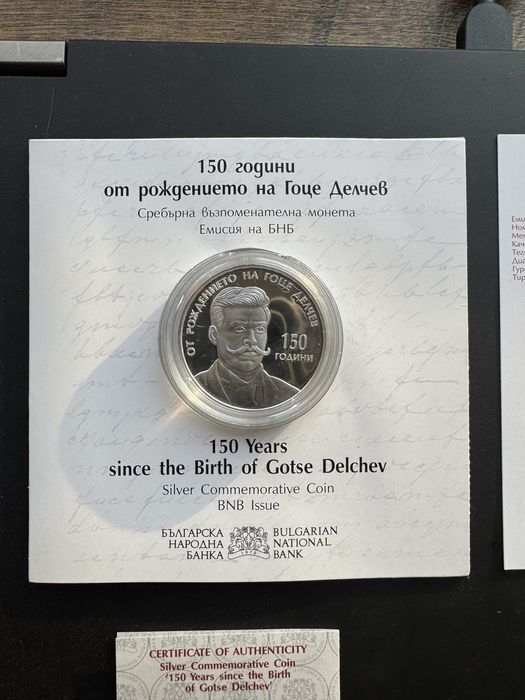 150 години
от рождението на Гоце Делчев
Сребърна възпоменателна монета
Емисия на БНБ
ОТ РОЖДЕНИЕТО НА ГОЦЕ ДЕЛЧЕВ
150
ГОДИНИ
150 Years
since the Birth of Gotse Delchev
Silver Commemorative Coin
BNB Issue
БЪЛГАРСКА
НАРОДНА
БАНКА
1879
BULGARIAN
NATIONAL
BANK
CERTIFICATE OF AUTHENTICITY
Silver Commemorative Coin
'150 Years since the Birth
of Gotse Delchev'